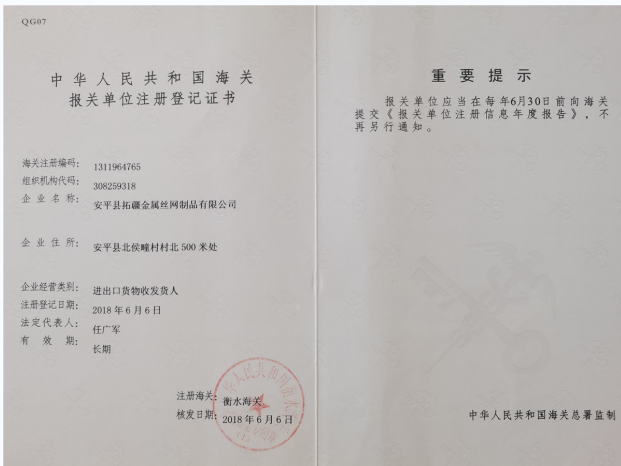 QG07
中华人民共和国海关
报关单位注册登记证书
海关注册编码： 1311964765
组织机构代码： 308259318
企业名称： 安平县拓疆金属丝网制品有限公司
企业住所： 安平县北侯疃村村北500米处
企业经营类别： 进出口货物收发货人
注册登记日期： 2018年6月6日
法定代表人： 任广军
有效期： 长期
注册海关： 衡水海关
核发日期： 2018年6月6日
重要提示
报关单位应当在每年6月30日前向海关
提交《报关单位注册信息年度报告》，不
再另行通知。
中华人民共和国海关总署监制